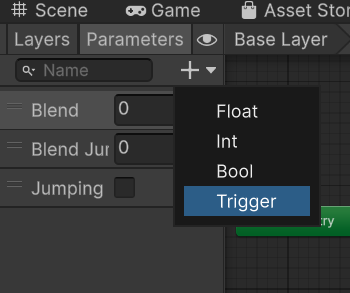 Scene Game Asset Stor
Layers Parameters Base Layer
Name
Blend 0
Float
Int
Blend Jur 0
Bool
Jumping
Trigger
try